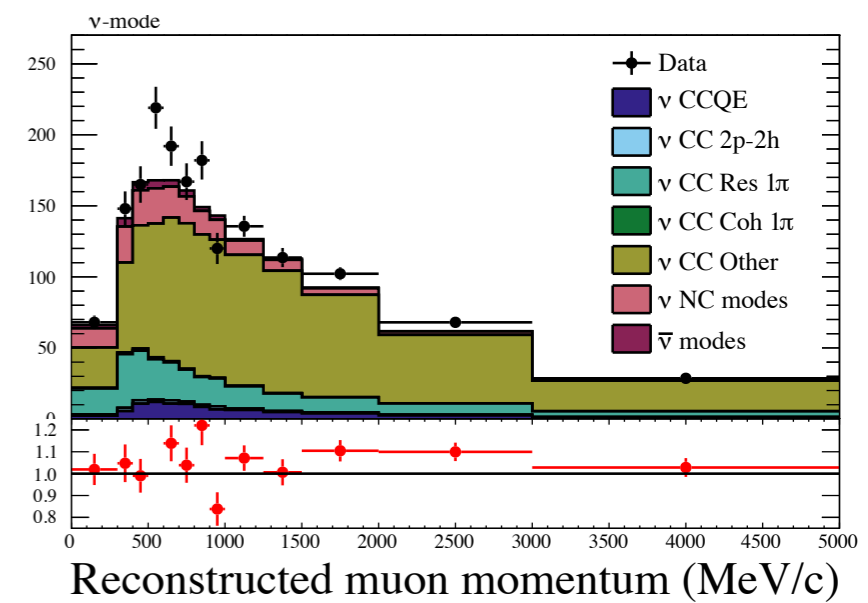 ν-mode
250
200
150
100
50
0
Data
ν CCQE
ν CC 2p-2h
ν CC Res 1π
ν CC Coh 1π
ν CC Other
ν NC modes
ν̅ modes
1.2
1.1
1.0
0.9
0.8
0 500 1000 1500 2000 2500 3000 3500 4000 4500 5000
Reconstructed muon momentum (MeV/c)